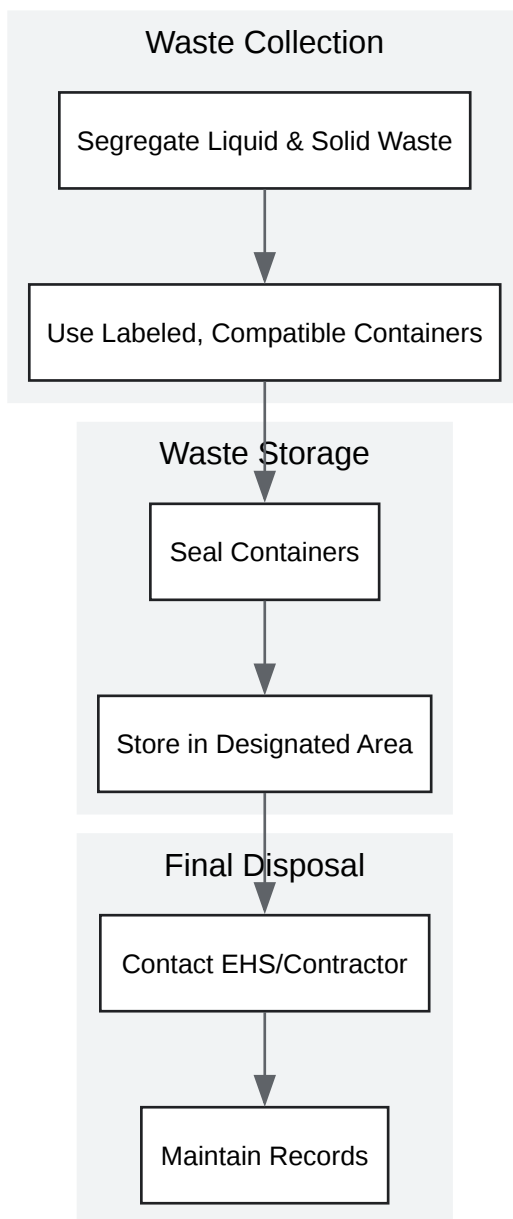 Waste Collection
Segregate Liquid & Solid Waste
Use Labeled, Compatible Containers
Waste Storage
Seal Containers
Store in Designated Area
Final Disposal
Contact EHS/Contractor
Maintain Records